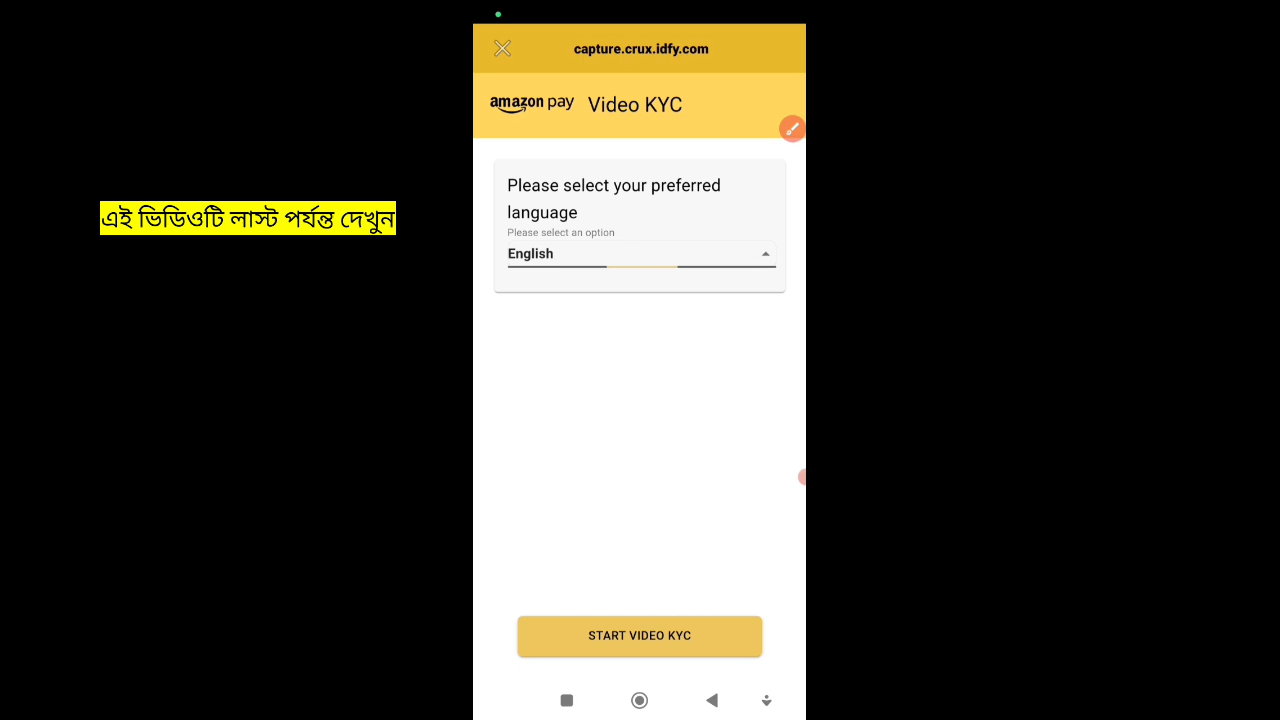 capture.crux.idfy.com
amazon pay Video KYC
এই ভিডিওটি লাস্ট পর্যন্ত দেখুন
Please select your preferred
language
Please select an option
English
START VIDEO KYC